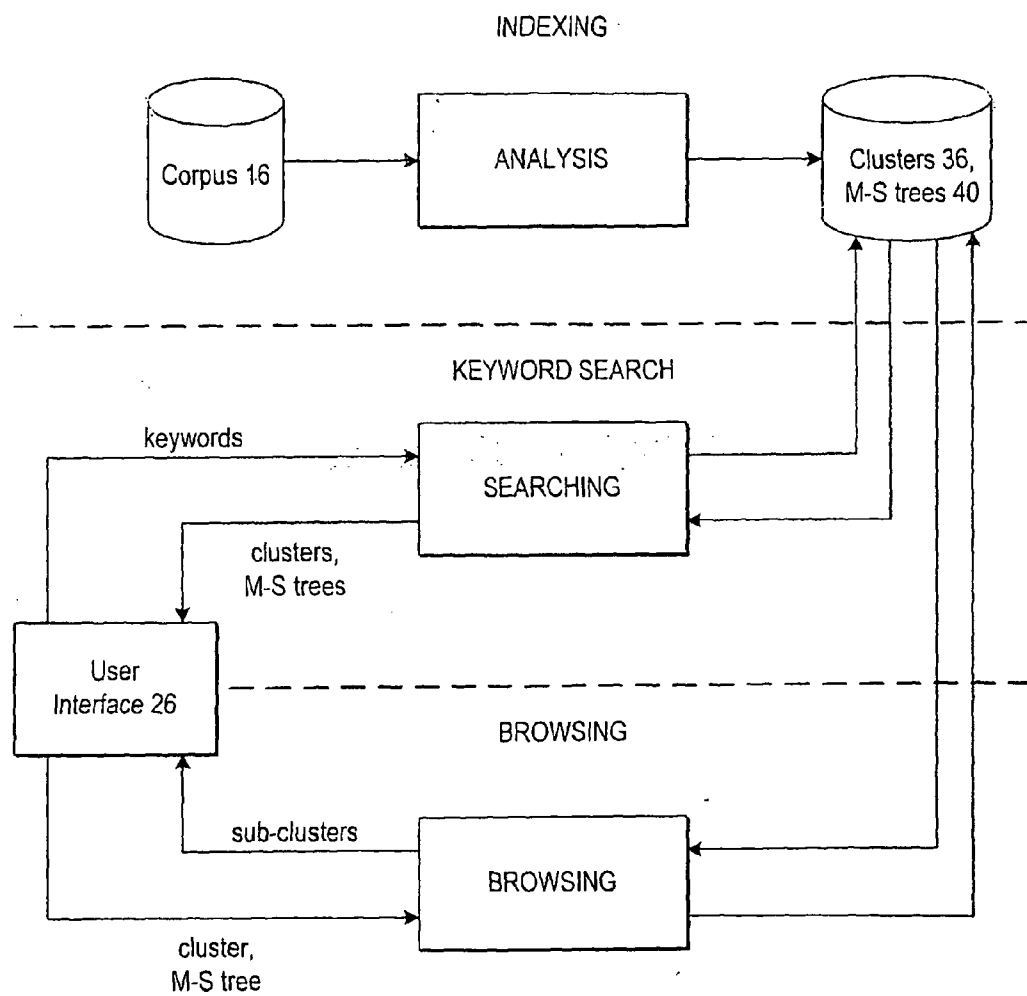 INDEXING
Corpus 16
ANALYSIS
Clusters 36,
M-S trees 40
KEYWORD SEARCH
keywords
SEARCHING
clusters,
M-S trees
User
Interface 26
BROWSING
sub-clusters
BROWSING
cluster,
M-S tree